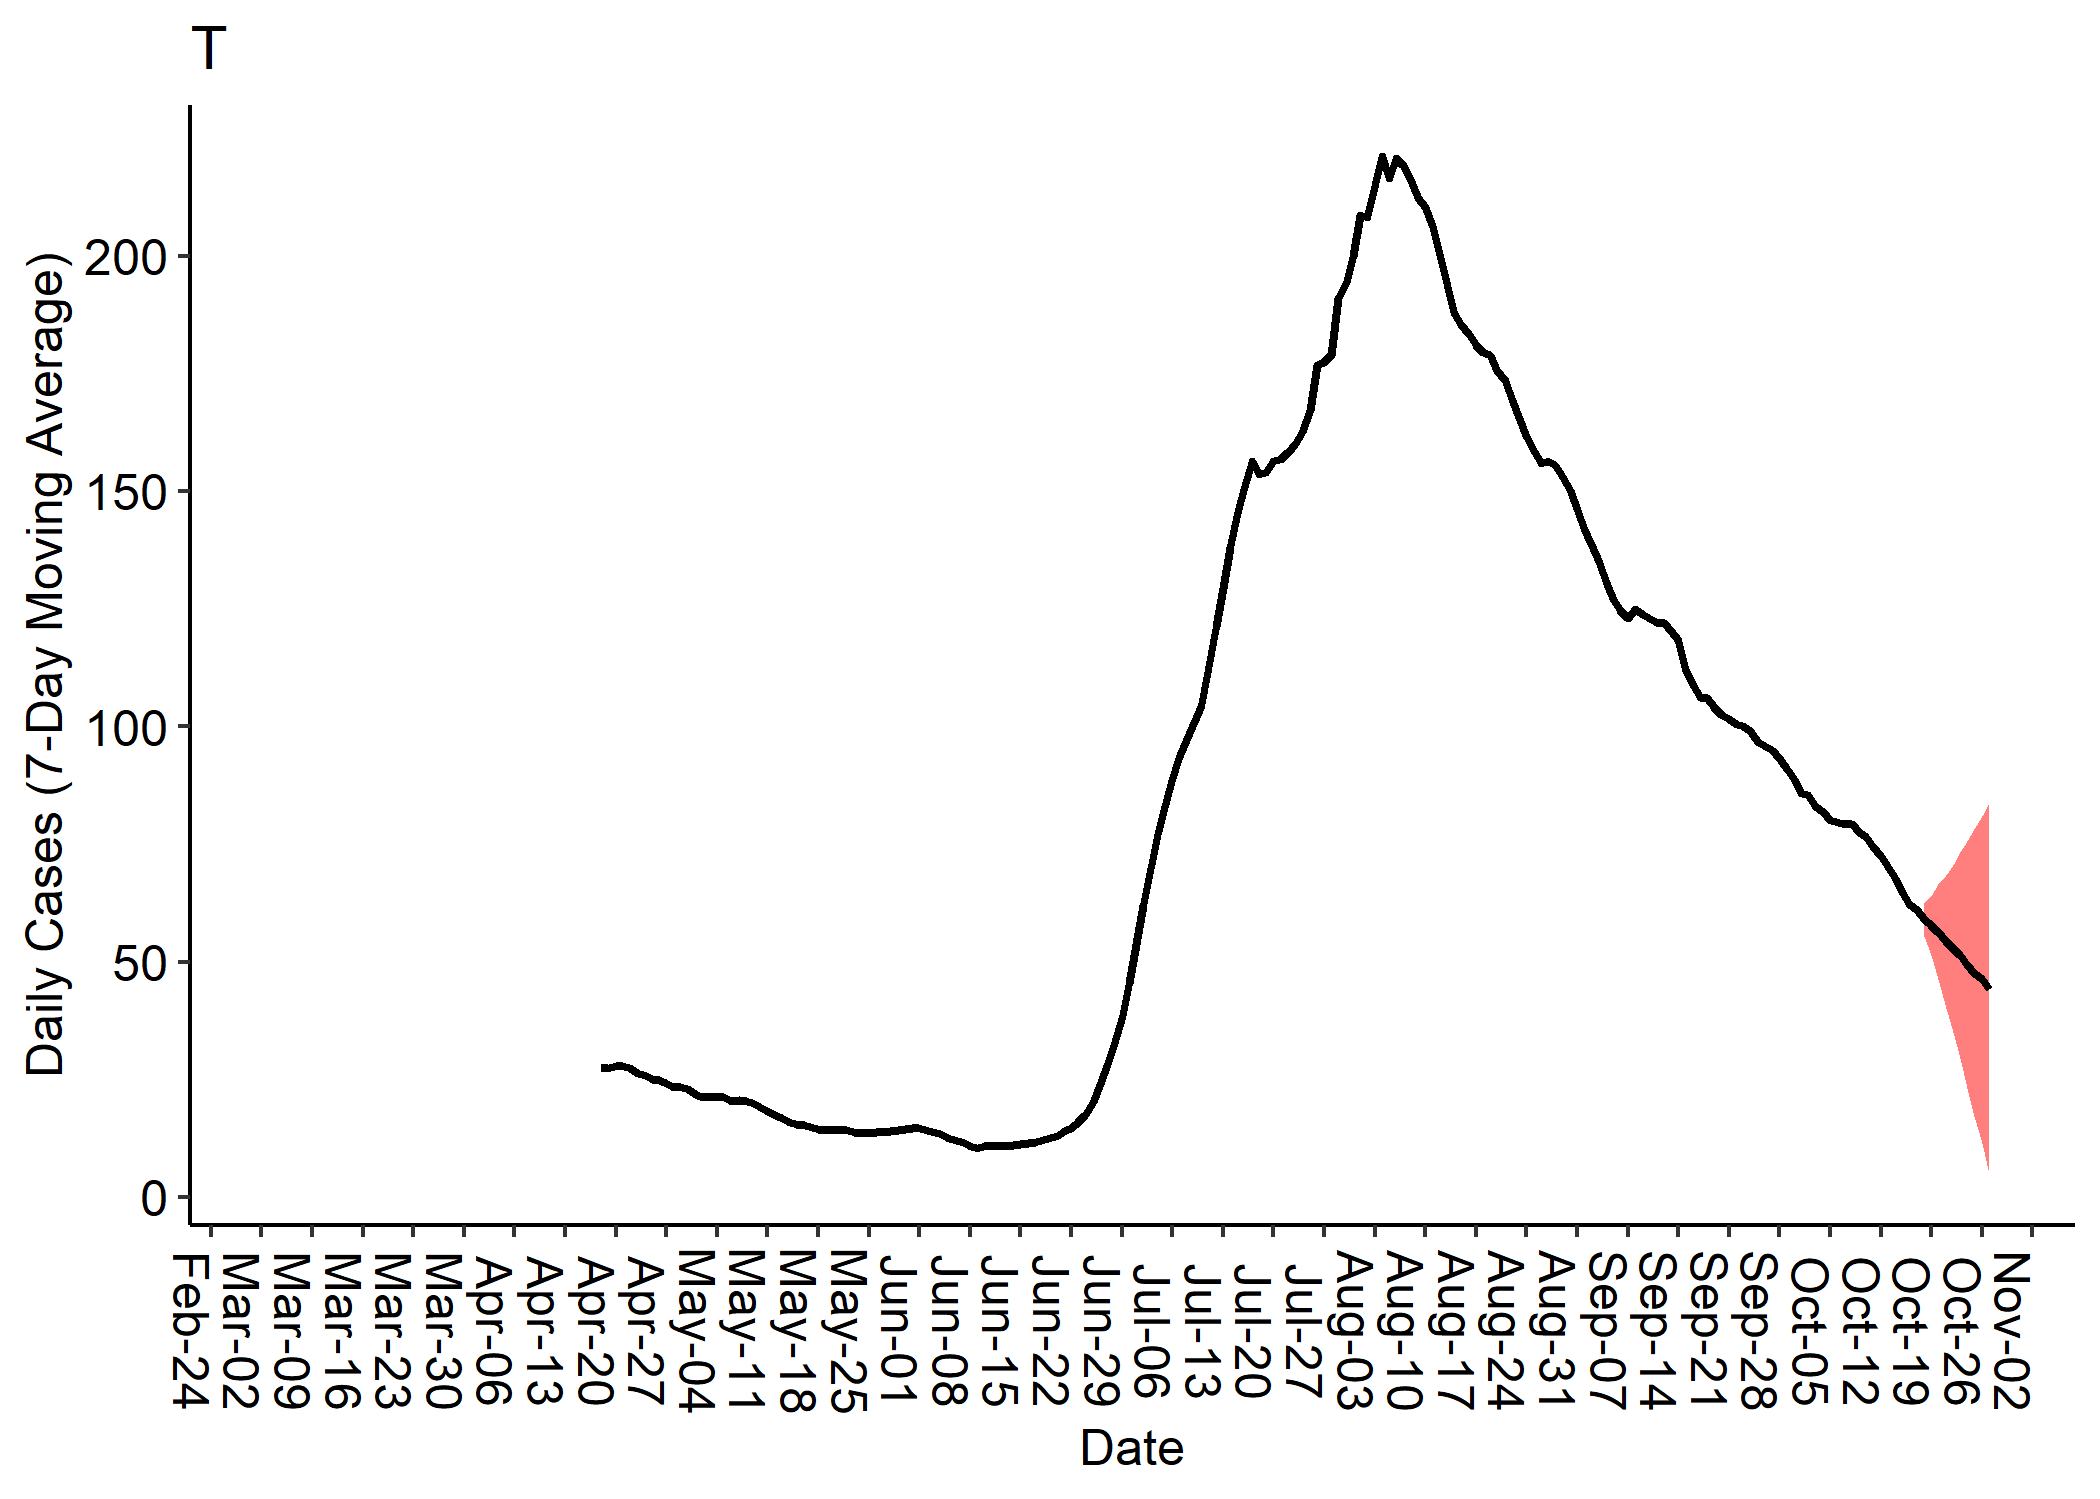 T
Daily Cases (7-Day Moving Average)
200
150
100
50
0
Feb-24
Mar-02
Mar-09
Mar-16
Mar-23
Mar-30
Apr-06
Apr-13
Apr-20
Apr-27
May-04
May-11
May-18
May-25
Jun-01
Jun-08
Jun-15
Jun-22
Jun-29
Jul-06
Jul-13
Jul-20
Jul-27
Aug-03
Aug-10
Aug-17
Aug-24
Aug-31
Sep-07
Sep-14
Sep-21
Sep-28
Oct-05
Oct-12
Oct-19
Oct-26
Nov-02
Date